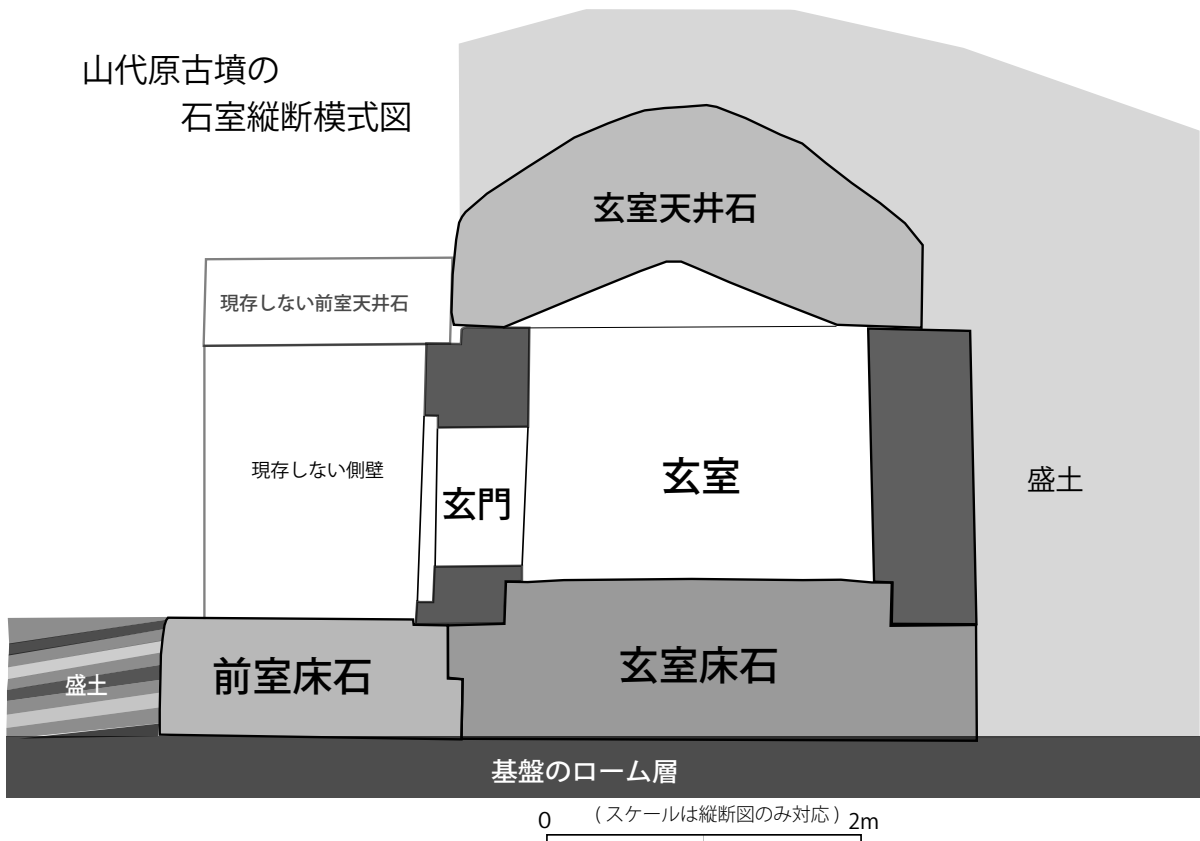 山代原古墳の
石室縦断模式図
玄室天井石
現存しない前室天井石
現存しない側壁
玄門
玄室
盛土
前室床石
玄室床石
盛土
基盤のローム層
0 （スケールは縦断図のみ対応）2m